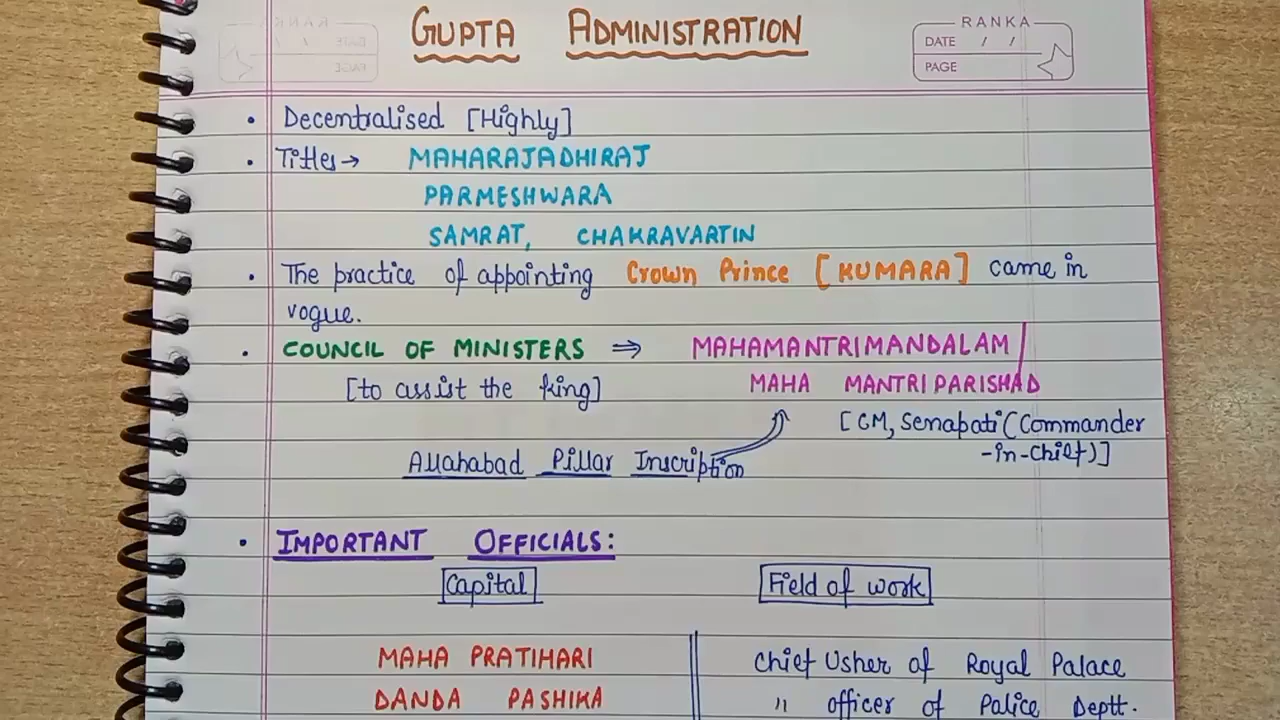 GUPTA ADMINISTRATION
RANKA
DATE / /
PAGE
• Decentralised [Highly]
• Titles → MAHARAJADHIRAJ
PARMESHWARA
SAMRAT, CHAKRAVARTIN
• The practice of appointing Crown Prince [KUMARA] came in
vogue.
• COUNCIL OF MINISTERS ⇒ MAHAMANTRIMANDALAM/
[to assist the king] MAHA MANTRI PARISHAD
[CM, Senapati (Commander
-in-Chief)]
Allahabad Pillar Inscription
• IMPORTANT OFFICIALS:
Capital Field of work
MAHA PRATIHARI Chief Usher of Royal Palace
DANDA PASHIKA " officer of Police Deptt.